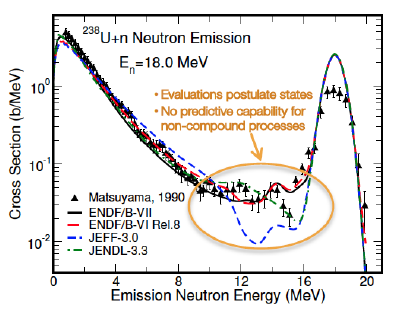 ²³⁸U+n Neutron Emission
Eₙ=18.0 MeV
• Evaluations postulate states
• No predictive capability for
non-compound processes
Cross Section (b/MeV)
10⁰
10⁻¹
10⁻²
Matsuyama, 1990
ENDF/B-VII
ENDF/B-VI Rel.8
JEFF-3.0
JENDL-3.3
0 4 8 12 16 20
Emission Neutron Energy (MeV)